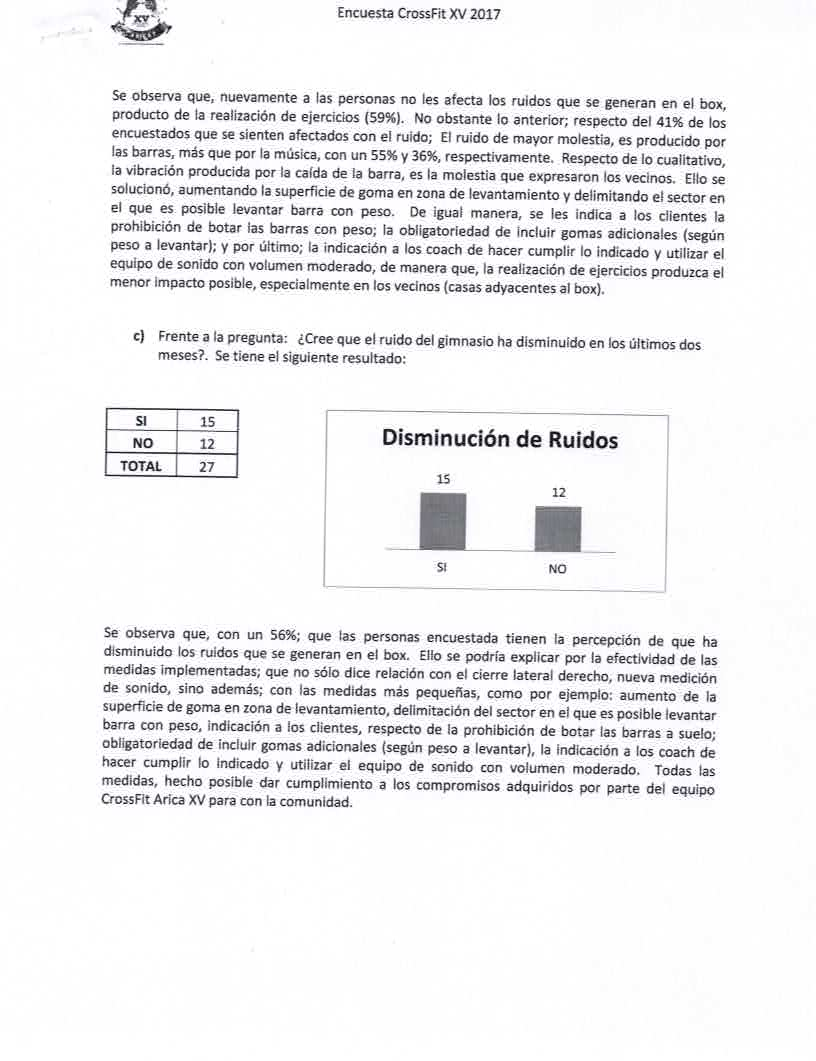 XV
Encuesta CrossFit XV 2017
Se observa que, nuevamente a las personas no les afecta los ruidos que se generan en el box,
producto de la realización de ejercicios (59%). No obstante lo anterior; respecto del 41% de los
encuestados que se sienten afectados con el ruido; El ruido de mayor molestia, es producido por
las barras, más que por la música, con un 55% y 36%, respectivamente. Respecto de lo cualitativo,
la vibración producida por la caída de la barra, es la molestia que expresaron los vecinos. Ello se
solucionó, aumentando la superficie de goma en zona de levantamiento y delimitando el sector en
el que es posible levantar barra con peso. De igual manera, se les indica a los clientes la
prohibición de botar las barras con peso; la obligatoriedad de incluir gomas adicionales (según
peso a levantar); y por último; la indicación a los coach de hacer cumplir lo indicado y utilizar el
equipo de sonido con volumen moderado, de manera que, la realización de ejercicios produzca el
menor impacto posible, especialmente en los vecinos (casas adyacentes al box).
c) Frente a la pregunta: ¿Cree que el ruido del gimnasio ha disminuido en los últimos dos
meses?. Se tiene el siguiente resultado:
SI 15
NO 12
TOTAL 27
Disminución de Ruidos
15
12
SI
NO
Se observa que, con un 56%; que las personas encuestada tienen la percepción de que ha
disminuido los ruidos que se generan en el box. Ello se podría explicar por la efectividad de las
medidas implementadas; que no sólo dice relación con el cierre lateral derecho, nueva medición
de sonido, sino además; con las medidas más pequeñas, como por ejemplo: aumento de la
superficie de goma en zona de levantamiento, delimitación del sector en el que es posible levantar
barra con peso, indicación a los clientes, respecto de la prohibición de botar las barras a suelo;
obligatoriedad de incluir gomas adicionales (según peso a levantar), la indicación a los coach de
hacer cumplir lo indicado y utilizar el equipo de sonido con volumen moderado. Todas las
medidas, hecho posible dar cumplimiento a los compromisos adquiridos por parte del equipo
CrossFit Arica XV para con la comunidad.